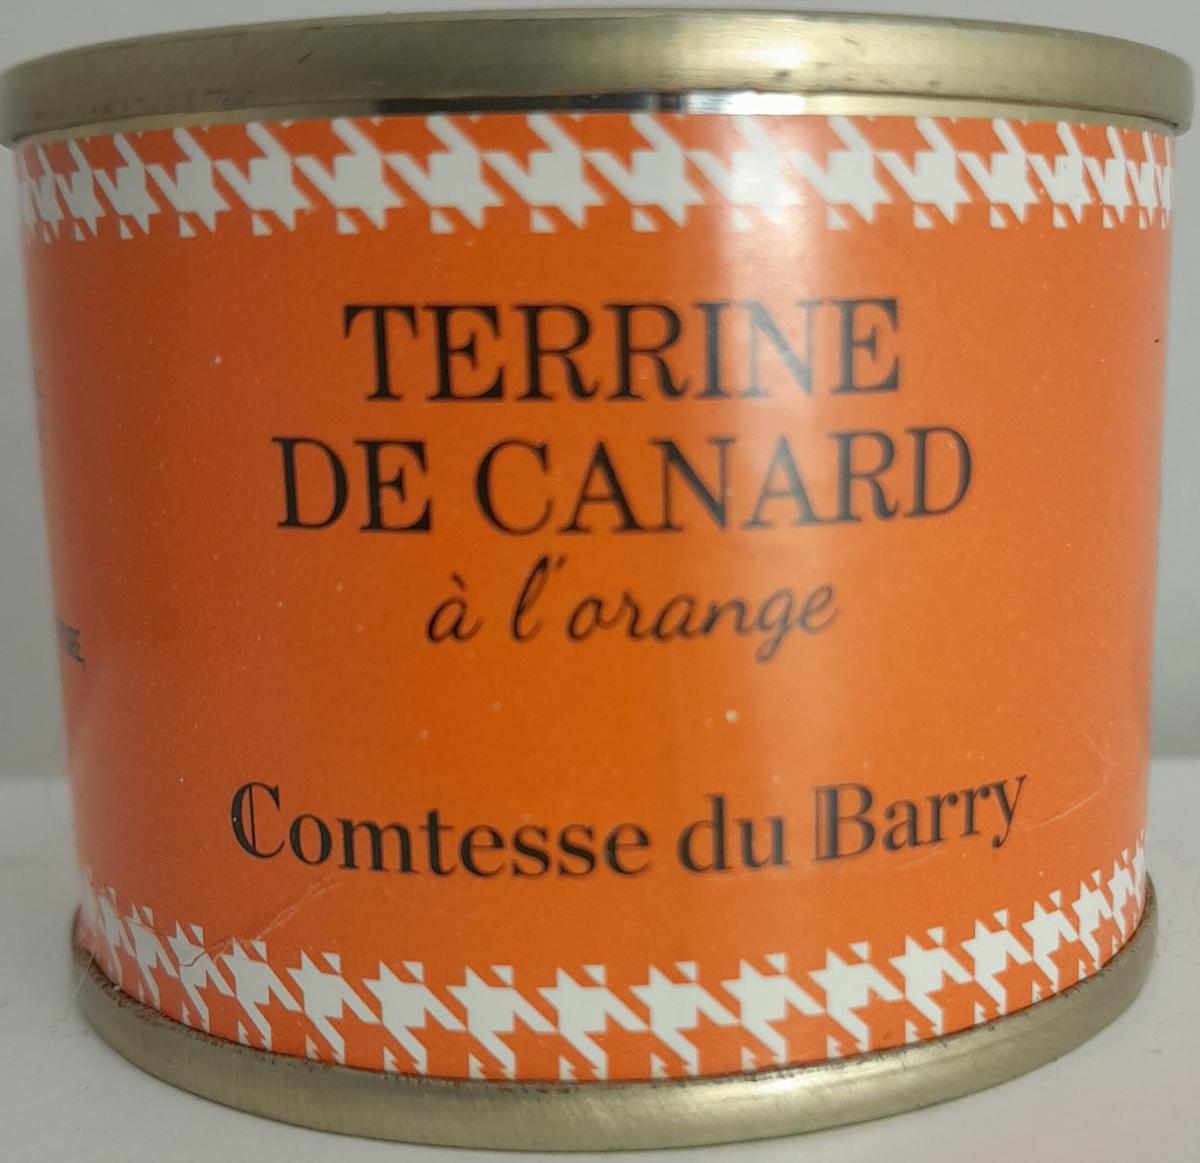 TERRINE
DE CANARD
à l'orange
Comtesse du Barry